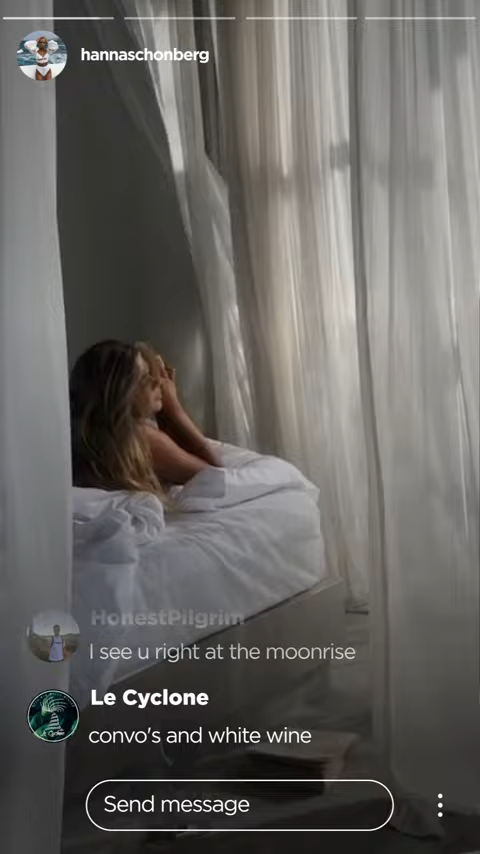 hannaschonberg
HonestPilgrim
I see u right at the moonrise
Le Cyclone
convo's and white wine
Send message